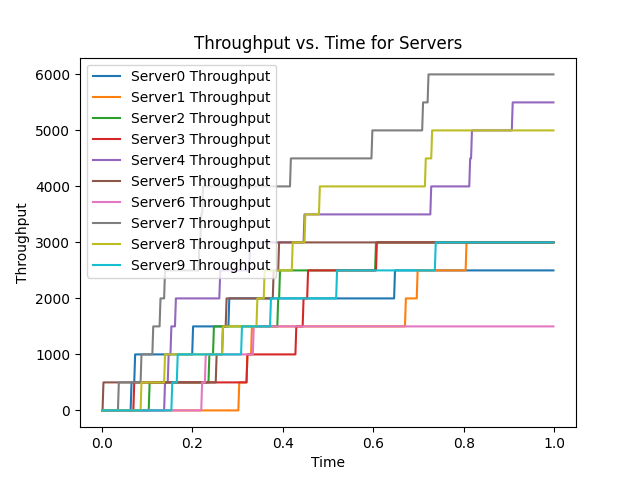 Throughput vs. Time for Servers
6000
5000
4000
3000
2000
1000
0
Throughput
Server0 Throughput
Server1 Throughput
Server2 Throughput
Server3 Throughput
Server4 Throughput
Server5 Throughput
Server6 Throughput
Server7 Throughput
Server8 Throughput
Server9 Throughput
0.0 0.2 0.4 0.6 0.8 1.0
Time